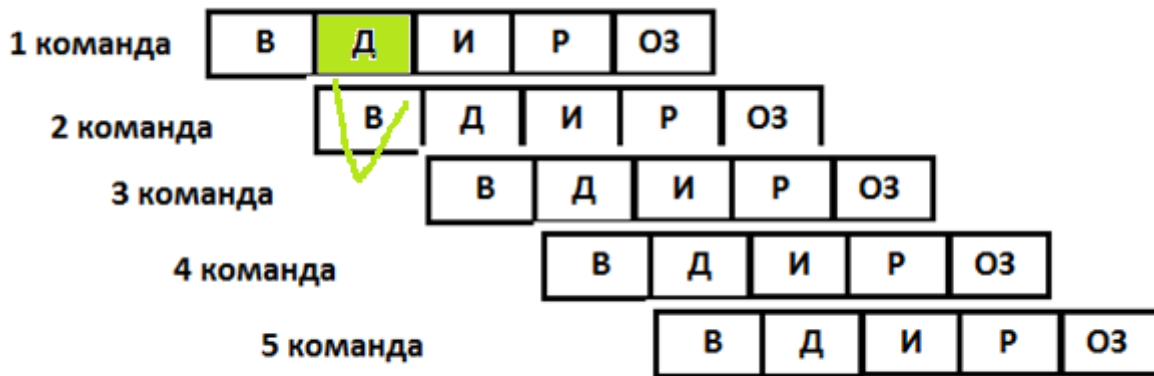 1 команда В Д И Р ОЗ
2 команда В Д И Р ОЗ
3 команда В Д И Р ОЗ
4 команда В Д И Р ОЗ
5 команда В Д И Р ОЗ